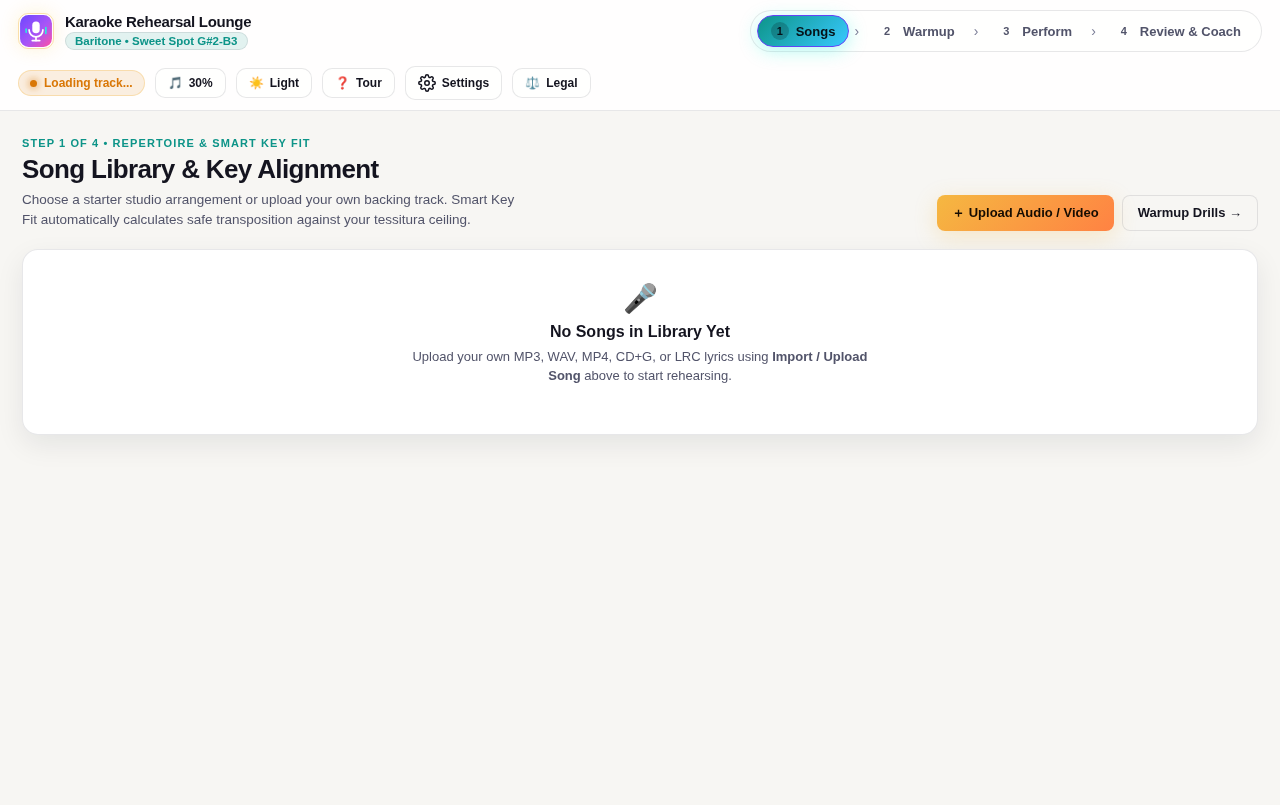 Karaoke Rehearsal Lounge
Baritone • Sweet Spot G#2-B3
1 Songs › 2 Warmup › 3 Perform › 4 Review & Coach
Loading track... 30% Light Tour Settings Legal
STEP 1 OF 4 • REPERTOIRE & SMART KEY FIT
Song Library & Key Alignment
Choose a starter studio arrangement or upload your own backing track. Smart Key
Fit automatically calculates safe transposition against your tessitura ceiling.
+ Upload Audio / Video Warmup Drills →
No Songs in Library Yet
Upload your own MP3, WAV, MP4, CD+G, or LRC lyrics using Import / Upload
Song above to start rehearsing.